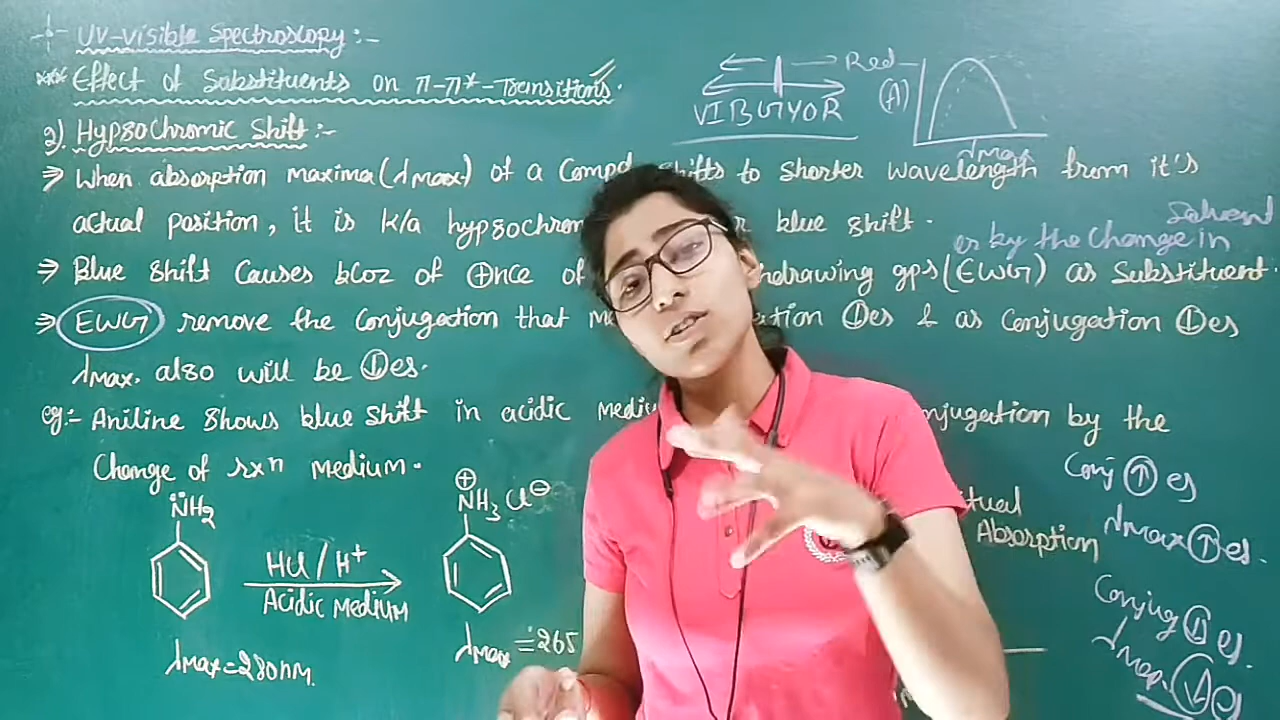 UV-visible Spectroscopy:-
*** Effect of Substituents on π-π*-Transitions.
2). Hypsochromic Shift:-
⇒ When absorption maxima (λmax) of a Compd shifts to shorter wavelength from it's
actual position, it is k/a hypsochrom r blue shift.
⇒ Blue shift Causes bcoz of ⊕nce of hdrawing gps (EWG) as Substituent.
or by the Change in Solvent
⇒ EWG remove the Conjugation that m ation ↓es & as Conjugation ↓es
λmax. also will be ↓es.
eg:- Aniline shows blue shift in acidic mediu njugation by the
Change of rxn medium.
N̈H2
HCl / H+
Acidic Medium
⊕
NH3 Cl⊖
λmax=280nm.
λmax=265
Red
VIBGYOR
(A)
λmax
Conj ↑ es
λmax ↑ es.
tual
Absorption
Conjug ↓ es.
λmax. ↓ es